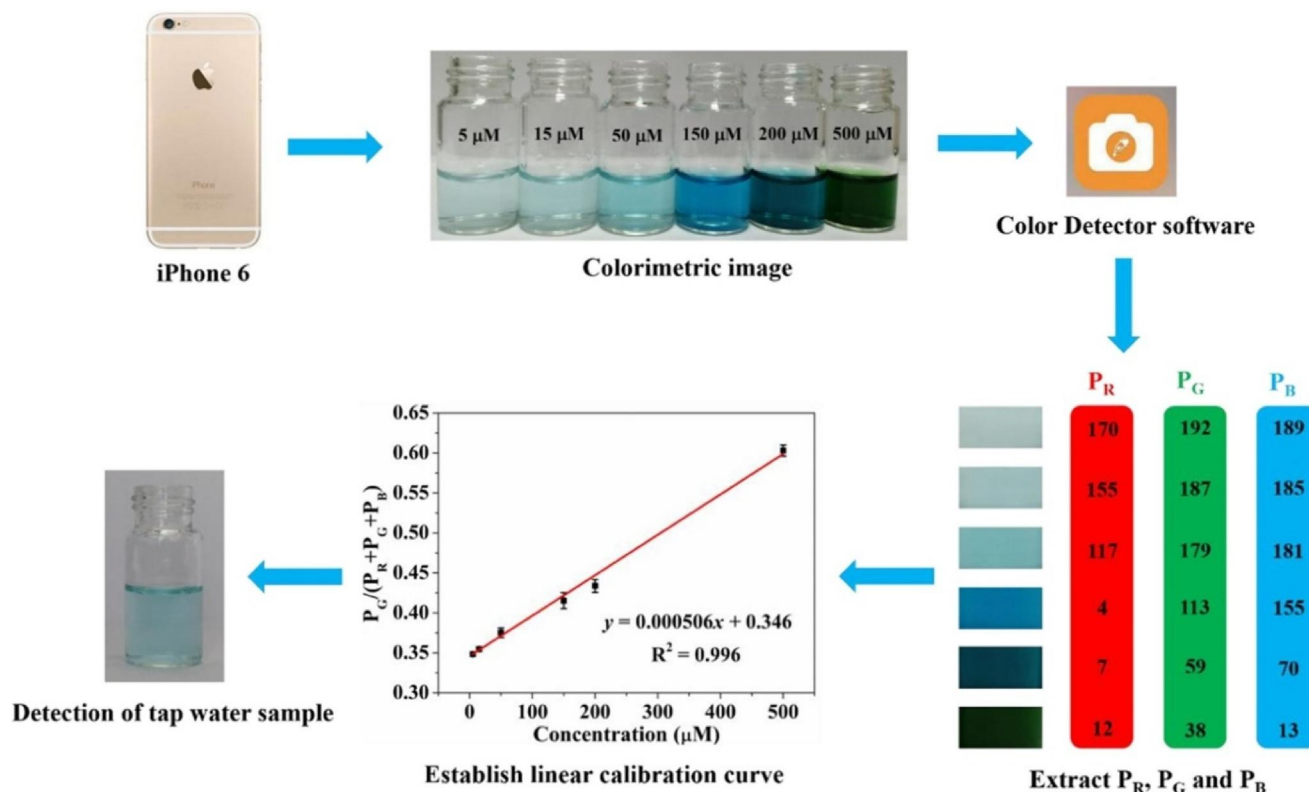 iPhone
iPhone 6
5 μM 15 μM 50 μM 150 μM 200 μM 500 μM
Colorimetric image
Color Detector software
P_R P_G P_B
170 192 189
155 187 185
117 179 181
4 113 155
7 59 70
12 38 13
Extract P_R, P_G and P_B
P_G/(P_R+P_G+P_B)
0.65
0.60
0.55
0.50
0.45
0.40
0.35
0.30
y = 0.000506x + 0.346
R² = 0.996
0 100 200 300 400 500
Concentration (μM)
Establish linear calibration curve
Detection of tap water sample